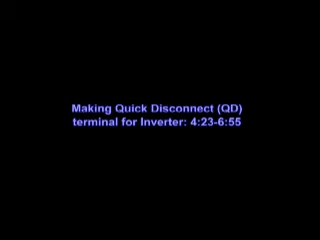 Making Quick Disconnect (QD)
terminal for Inverter: 4:23-6:55